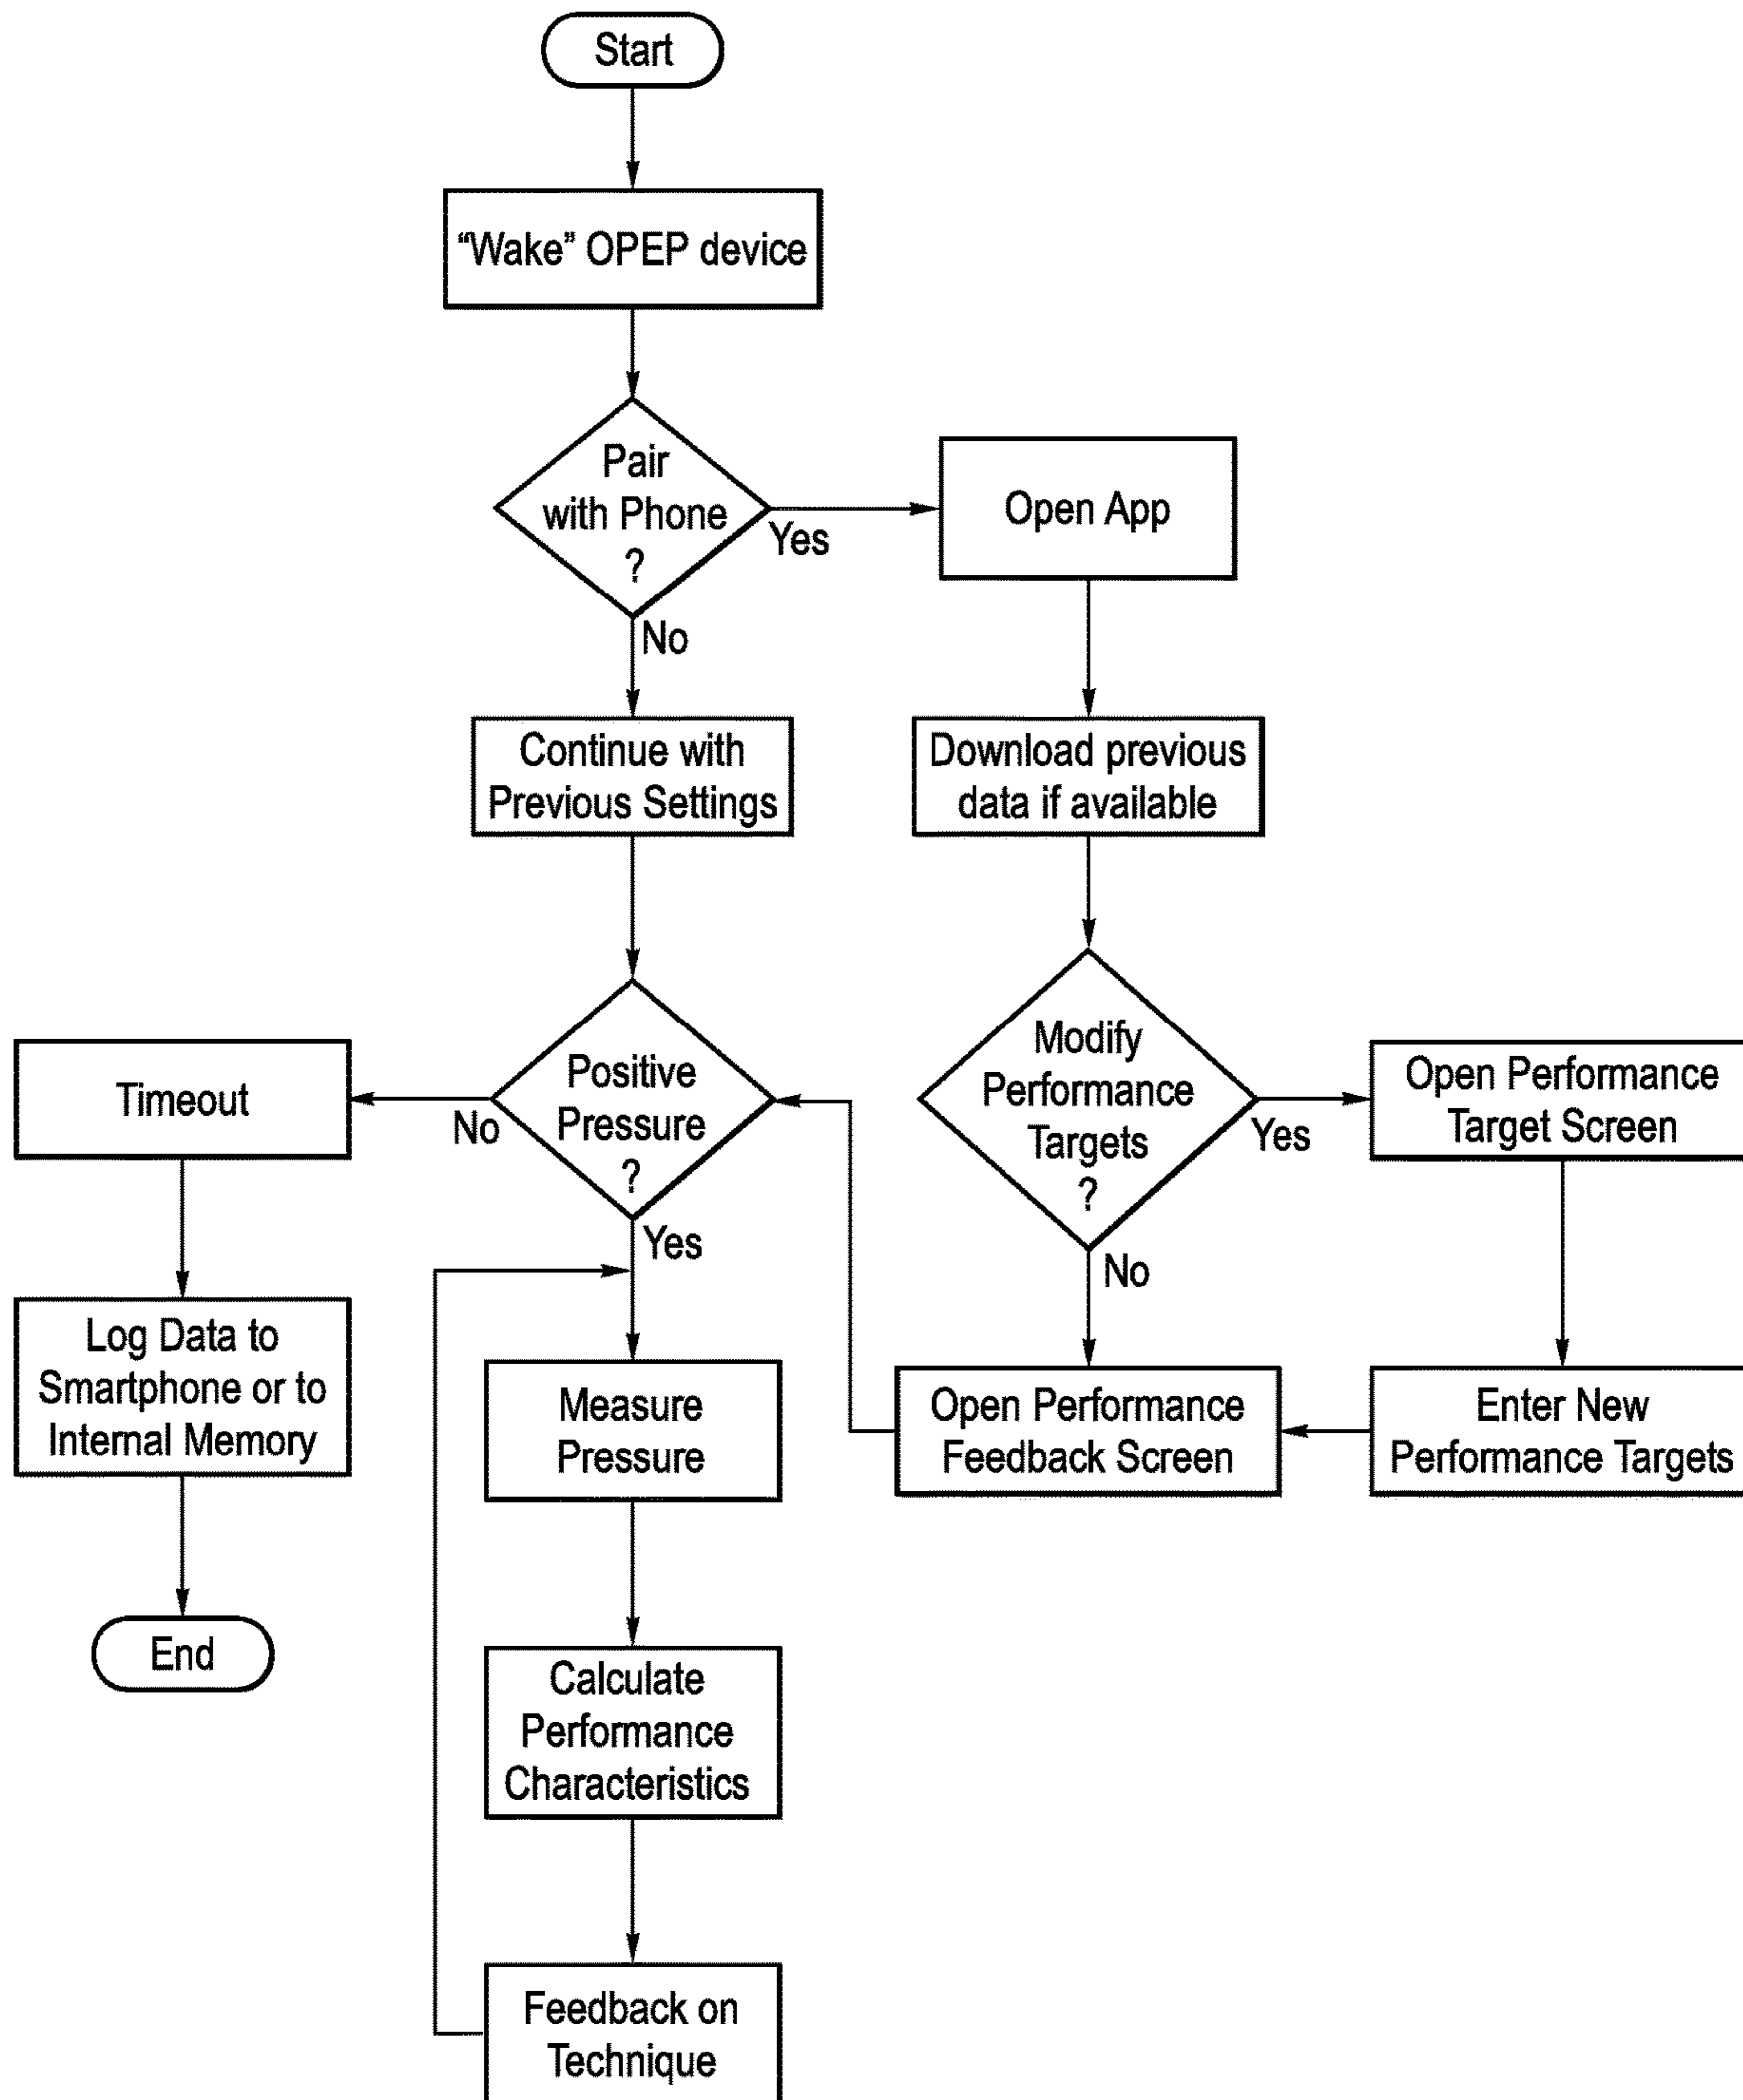 Start
“Wake” OPEP device
Pair
with Phone
?
Yes
No
Open App
Continue with
Previous Settings
Download previous
data if available
Positive
Pressure
?
No
Yes
Timeout
Modify
Performance
Targets
?
Yes
No
Open Performance
Target Screen
Log Data to
Smartphone or to
Internal Memory
Measure
Pressure
Open Performance
Feedback Screen
Enter New
Performance Targets
End
Calculate
Performance
Characteristics
Feedback on
Technique